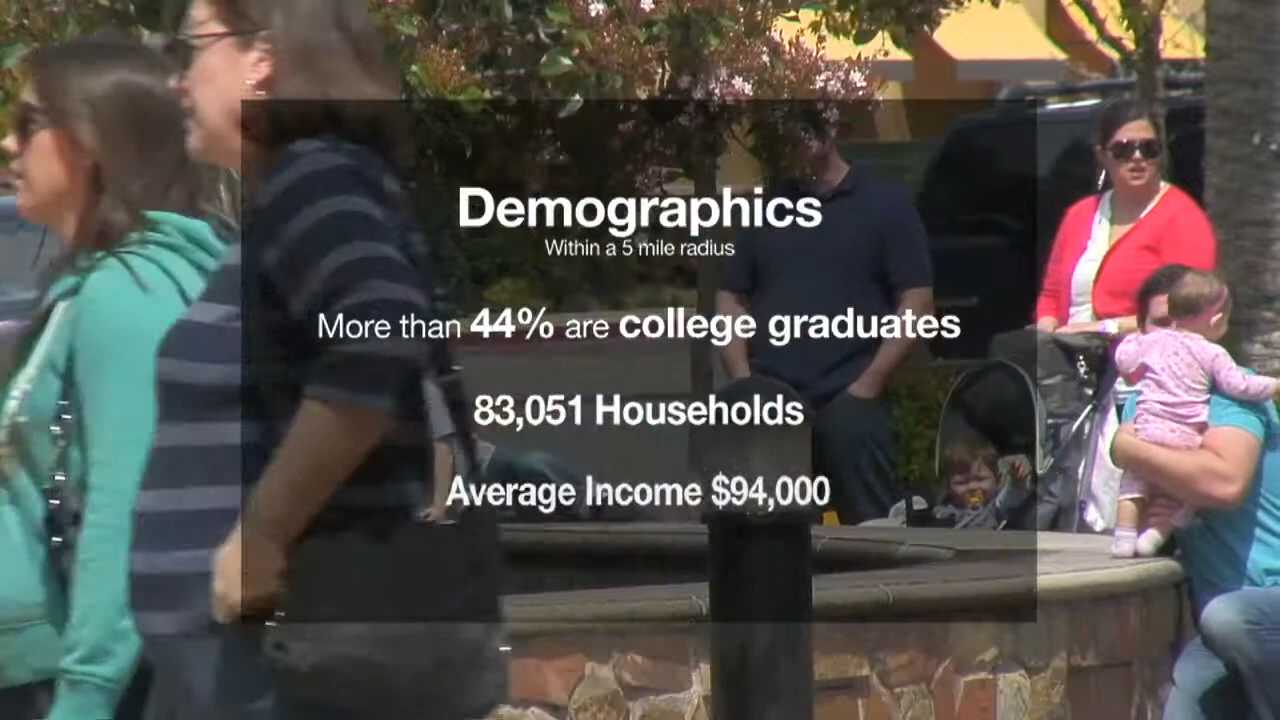 Demographics
Within a 5 mile radius
More than 44% are college graduates
83,051 Households
Average Income $94,000